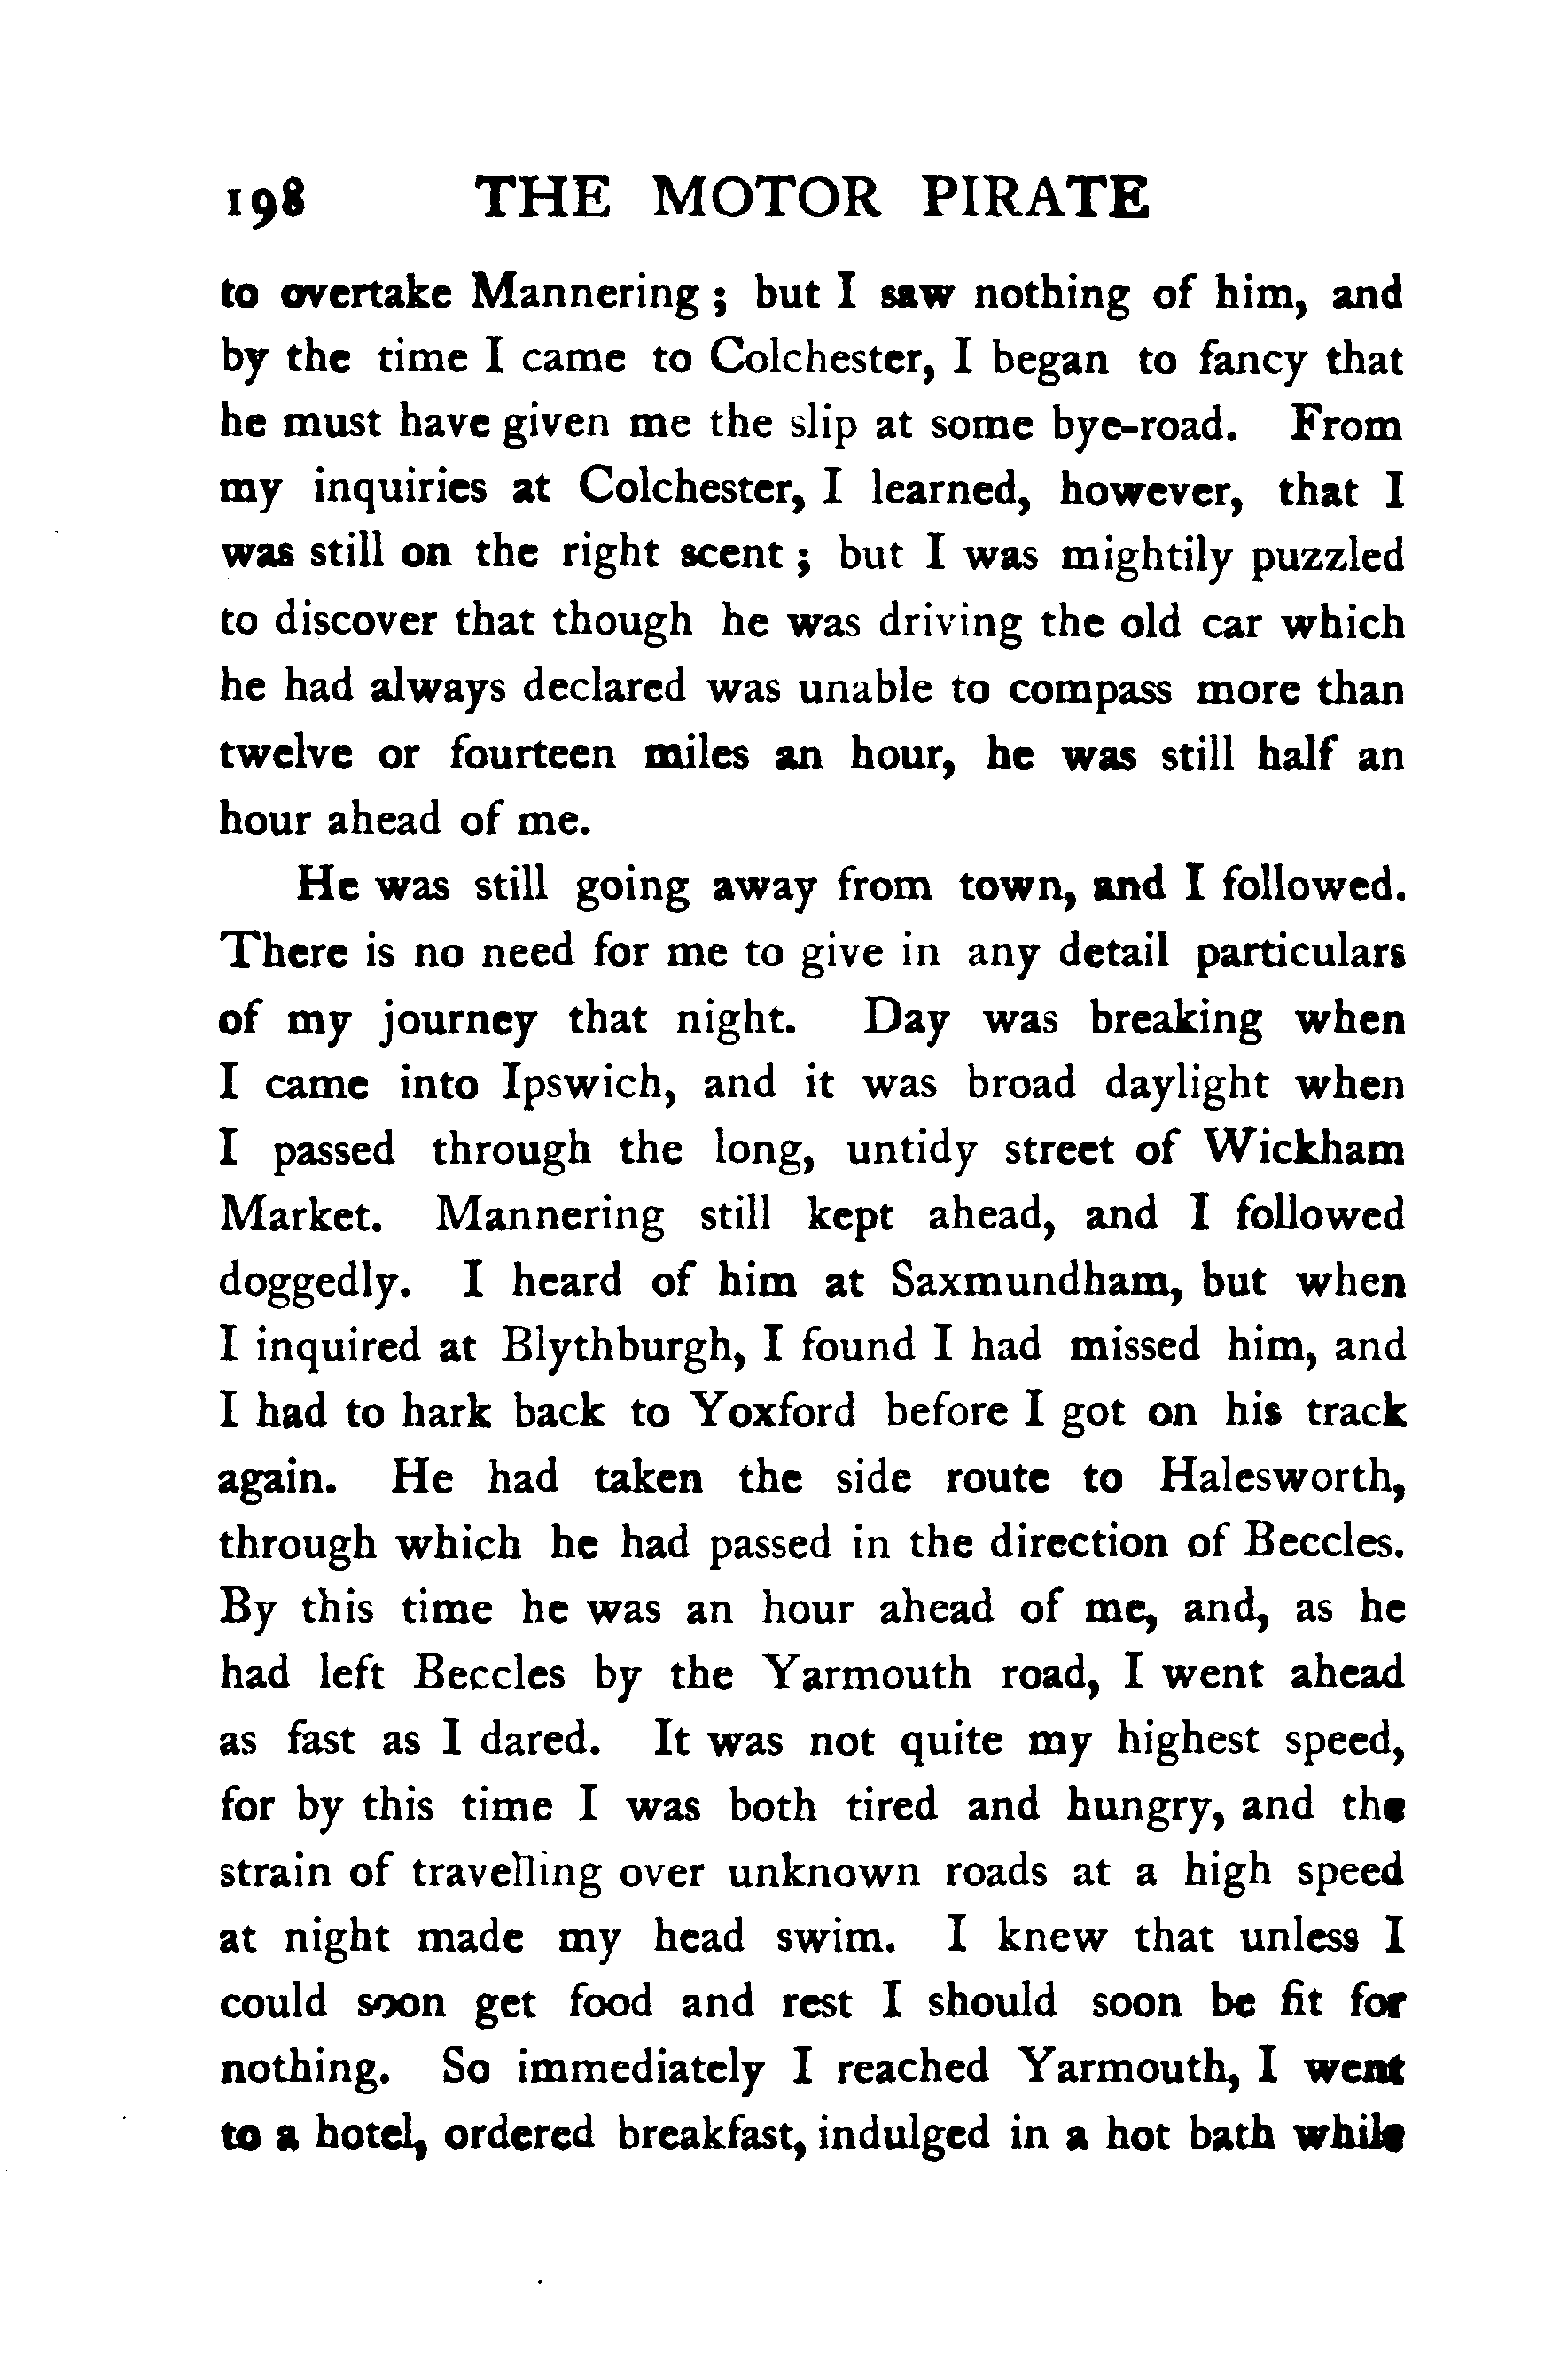 198 THE MOTOR PIRATE
to overtake Mannering ; but I saw nothing of him, and
by the time I came to Colchester, I began to fancy that
he must have given me the slip at some bye-road. From
my inquiries at Colchester, I learned, however, that I
was still on the right scent ; but I was mightily puzzled
to discover that though he was driving the old car which
he had always declared was unable to compass more than
twelve or fourteen miles an hour, he was still half an
hour ahead of me.
He was still going away from town, and I followed.
There is no need for me to give in any detail particulars
of my journey that night. Day was breaking when
I came into Ipswich, and it was broad daylight when
I passed through the long, untidy street of Wickham
Market. Mannering still kept ahead, and I followed
doggedly. I heard of him at Saxmundham, but when
I inquired at Blythburgh, I found I had missed him, and
I had to hark back to Yoxford before I got on his track
again. He had taken the side route to Halesworth,
through which he had passed in the direction of Beccles.
By this time he was an hour ahead of me, and, as he
had left Beccles by the Yarmouth road, I went ahead
as fast as I dared. It was not quite my highest speed,
for by this time I was both tired and hungry, and the
strain of travelling over unknown roads at a high speed
at night made my head swim. I knew that unless I
could soon get food and rest I should soon be fit for
nothing. So immediately I reached Yarmouth, I went
to a hotel, ordered breakfast, indulged in a hot bath while